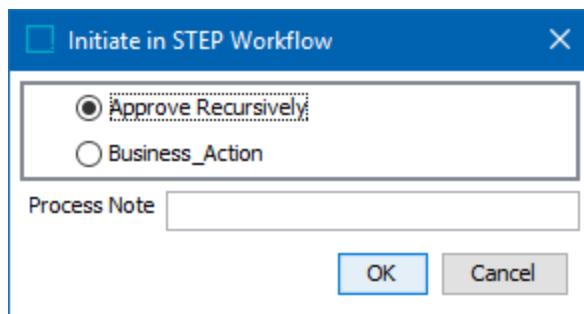 Initiate in STEP Workflow
Approve Recursively
Business_Action
Process Note
OK Cancel